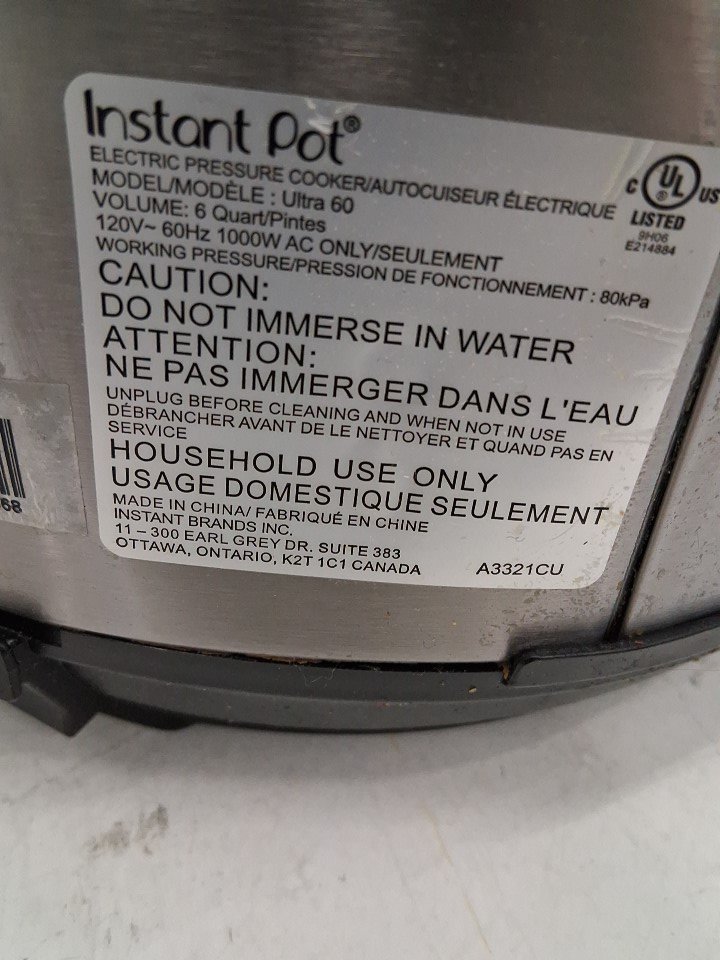 Instant Pot®
ELECTRIC PRESSURE COOKER/AUTOCUISEUR ÉLECTRIQUE
MODEL/MODÈLE : Ultra 60
VOLUME: 6 Quart/Pintes
120V~ 60Hz 1000W AC ONLY/SEULEMENT
WORKING PRESSURE/PRESSION DE FONCTIONNEMENT : 80kPa
C UL® US
LISTED
9H06
E214884
CAUTION:
DO NOT IMMERSE IN WATER
ATTENTION:
NE PAS IMMERGER DANS L'EAU
UNPLUG BEFORE CLEANING AND WHEN NOT IN USE
DÉBRANCHER AVANT DE LE NETTOYER ET QUAND PAS EN
SERVICE
HOUSEHOLD USE ONLY
USAGE DOMESTIQUE SEULEMENT
MADE IN CHINA/ FABRIQUÉ EN CHINE
INSTANT BRANDS INC.
11 – 300 EARL GREY DR. SUITE 383
OTTAWA, ONTARIO, K2T 1C1 CANADA A3321CU
68